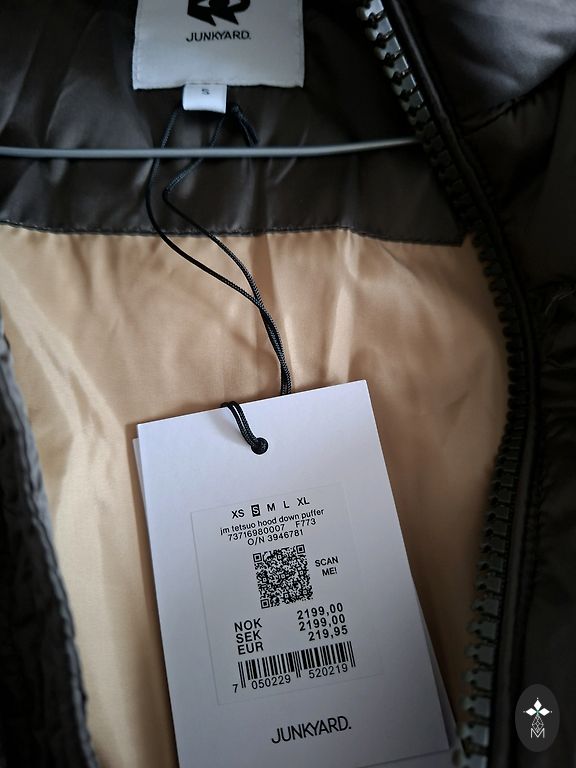 JUNKYARD.
S
XS S M L XL
jm tetsuo hood down puffer
73716980007 F773
O/N 3946781
SCAN
ME!
NOK 2199,00
SEK 2199,00
EUR 219,95
7 050229 520219
JUNKYARD.
M